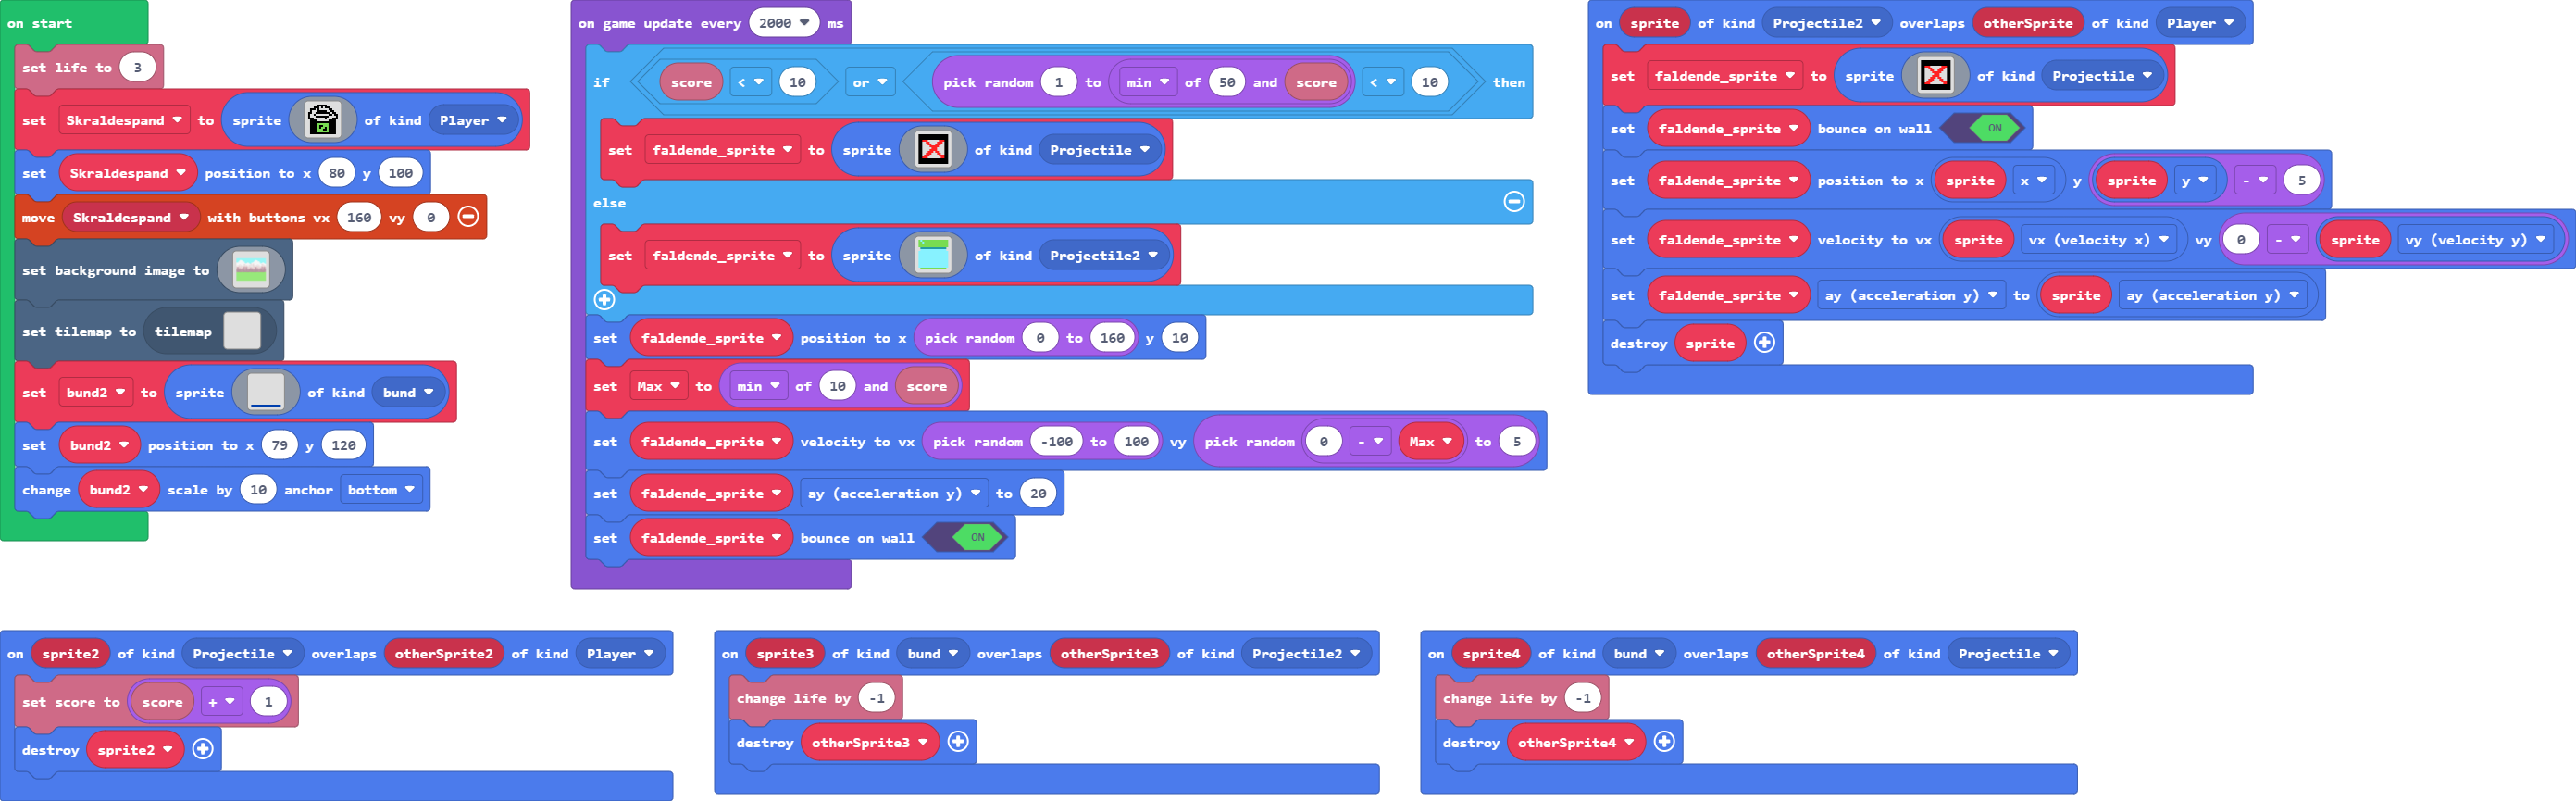 on start
set life to 3
set Skraldespand to sprite of kind Player
set Skraldespand position to x 80 y 100
move Skraldespand with buttons vx 160 vy 0
set background image to
set tilemap to tilemap
set bund2 to sprite of kind bund
set bund2 position to x 79 y 120
change bund2 scale by 10 anchor bottom
on game update every 2000 ms
if score < 10 or pick random 1 to min of 50 and score < 10 then
set faldende_sprite to sprite of kind Projectile
else
set faldende_sprite to sprite of kind Projectile2
set faldende_sprite position to x pick random 0 to 160 y 10
set Max to min of 10 and score
set faldende_sprite velocity to vx pick random -100 to 100 vy pick random 0 - Max to 5
set faldende_sprite ay (acceleration y) to 20
set faldende_sprite bounce on wall ON
on sprite of kind Projectile2 overlaps otherSprite of kind Player
set faldende_sprite to sprite of kind Projectile
set faldende_sprite bounce on wall ON
set faldende_sprite position to x sprite x y sprite y - 5
set faldende_sprite velocity to vx sprite vx (velocity x) vy 0 - sprite vy (velocity y)
set faldende_sprite ay (acceleration y) to sprite ay (acceleration y)
destroy sprite
on sprite2 of kind Projectile overlaps otherSprite2 of kind Player
set score to score + 1
destroy sprite2
on sprite3 of kind bund overlaps otherSprite3 of kind Projectile2
change life by -1
destroy otherSprite3
on sprite4 of kind bund overlaps otherSprite4 of kind Projectile
change life by -1
destroy otherSprite4